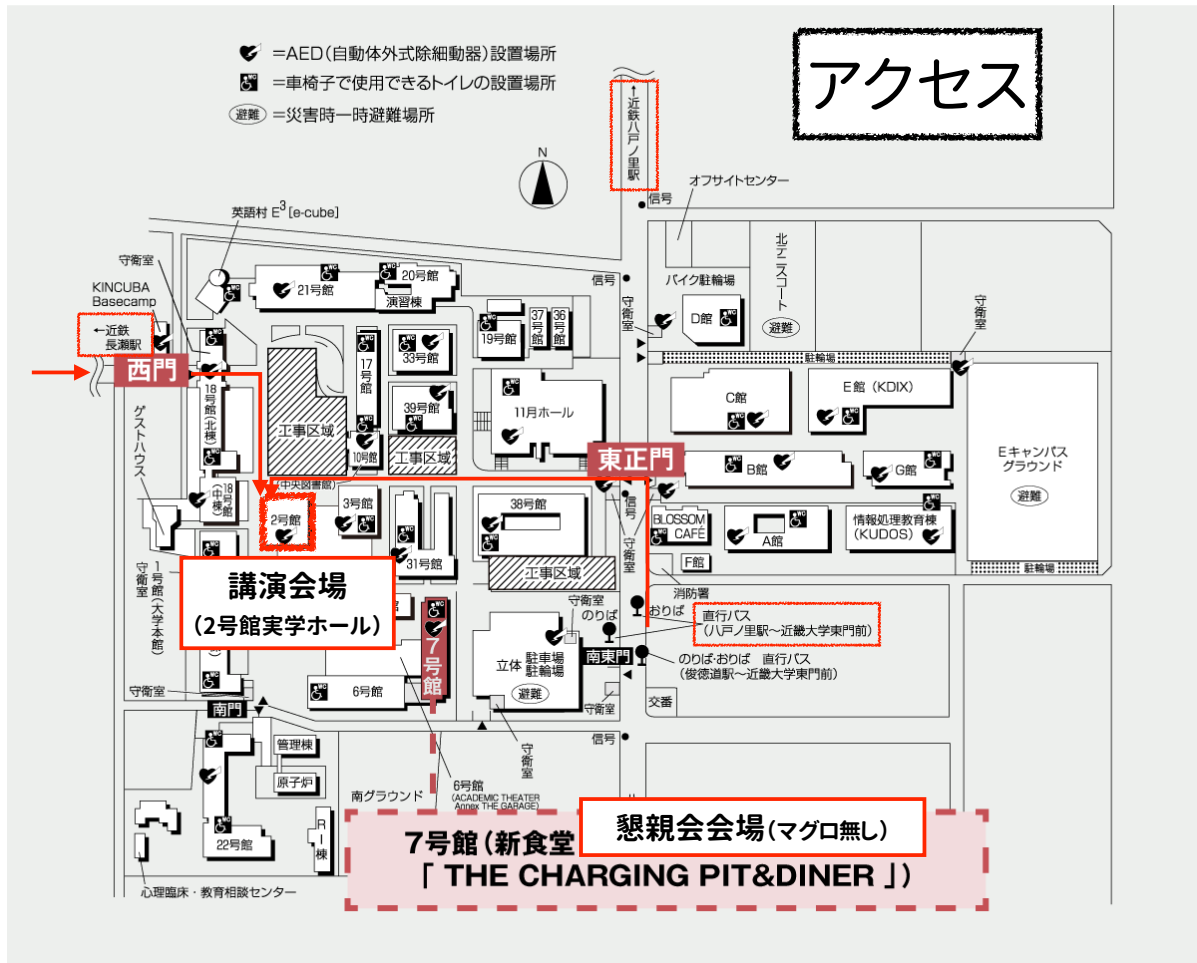 =AED(自動体外式除細動器)設置場所
=車椅子で使用できるトイレの設置場所
避難 =災害時一時避難場所
アクセス
↑近鉄八戸ノ里駅
N
信号
オフサイトセンター
英語村 E3 [e-cube]
守衛室
KINCUBA
Basecamp
←近鉄
長瀬駅
西門
21号館
20号館
演習棟
信号
守衛室
バイク駐輪場
北テニスコート
避難
守衛室
D館
駐輪場
19号館
37号館
36号館
17号館
33号館
39号館
18号館(北棟)
ゲストハウス
工事区域
工事区域
10号館
(中央図書館)
11月ホール
東正門
C館
E館(KDIX)
B館
G館
Eキャンパス
グラウンド
避難
18号館
(中棟)
2号館
3号館
31号館
38号館
工事区域
信号
守衛室
BLOSSOM
CAFÉ
A館
情報処理教育棟
(KUDOS)
F館
消防署
駐輪場
講演会場
(2号館実学ホール)
1号館(大学本館)
守衛室
守衛室
のりば
おりば
直行バス
(八戸ノ里駅〜近畿大学東門前)
南東門
のりば・おりば 直行バス
(俊徳道駅〜近畿大学東門前)
立体 駐車場
駐輪場
避難
7号館
6号館
守衛室
南門
守衛室
交番
信号
守衛室
管理棟
原子炉
南グラウンド
6号館
(ACADEMIC THEATER
Annex THE GARAGE)
22号館
RI棟
心理臨床・教育相談センター
7号館(新食堂
懇親会会場(マグロ無し)
「 THE CHARGING PIT&DINER 」)